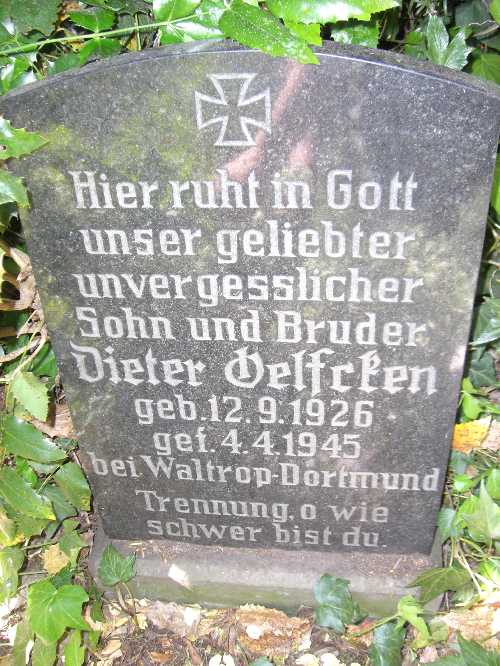 Hier ruht in Gott
unser geliebter
unvergesslicher
Sohn und Bruder
Dieter Oelfcken
geb. 12.9.1926
gef. 4.4.1945
bei Waltrop-Dortmund
Trennung, o wie
schwer bist du.